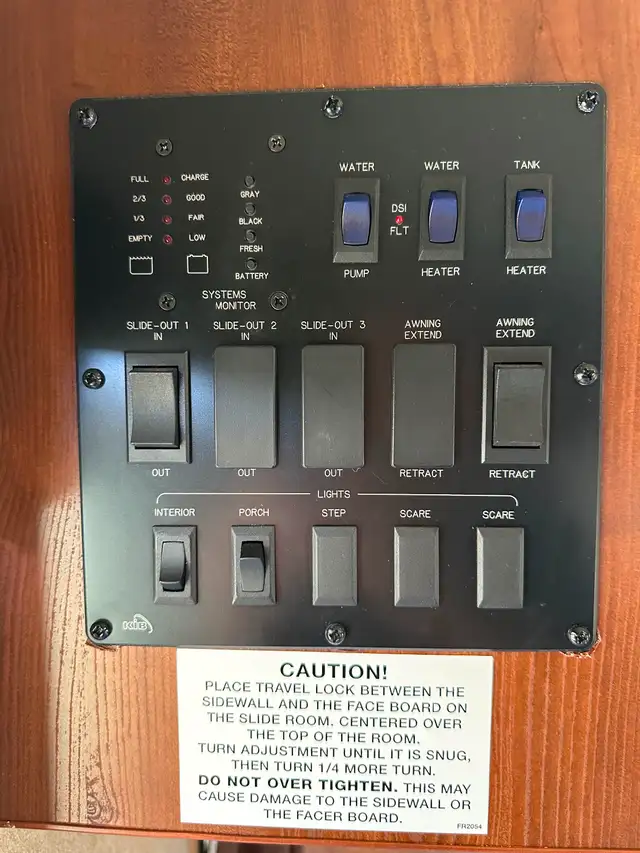 FULL CHARGE
2/3 GOOD
1/3 FAIR
EMPTY LOW
GRAY
BLACK
FRESH
BATTERY
SYSTEMS
MONITOR
WATER
PUMP
DSI
FLT
WATER
HEATER
TANK
HEATER
SLIDE-OUT 1
IN
OUT
SLIDE-OUT 2
IN
OUT
SLIDE-OUT 3
IN
OUT
AWNING
EXTEND
RETRACT
AWNING
EXTEND
RETRACT
LIGHTS
INTERIOR PORCH STEP SCARE SCARE
KIB
CAUTION!
PLACE TRAVEL LOCK BETWEEN THE
SIDEWALL AND THE FACE BOARD ON
THE SLIDE ROOM, CENTERED OVER
THE TOP OF THE ROOM.
TURN ADJUSTMENT UNTIL IT IS SNUG,
THEN TURN 1/4 MORE TURN.
DO NOT OVER TIGHTEN. THIS MAY
CAUSE DAMAGE TO THE SIDEWALL OR
THE FACER BOARD.
FR2054